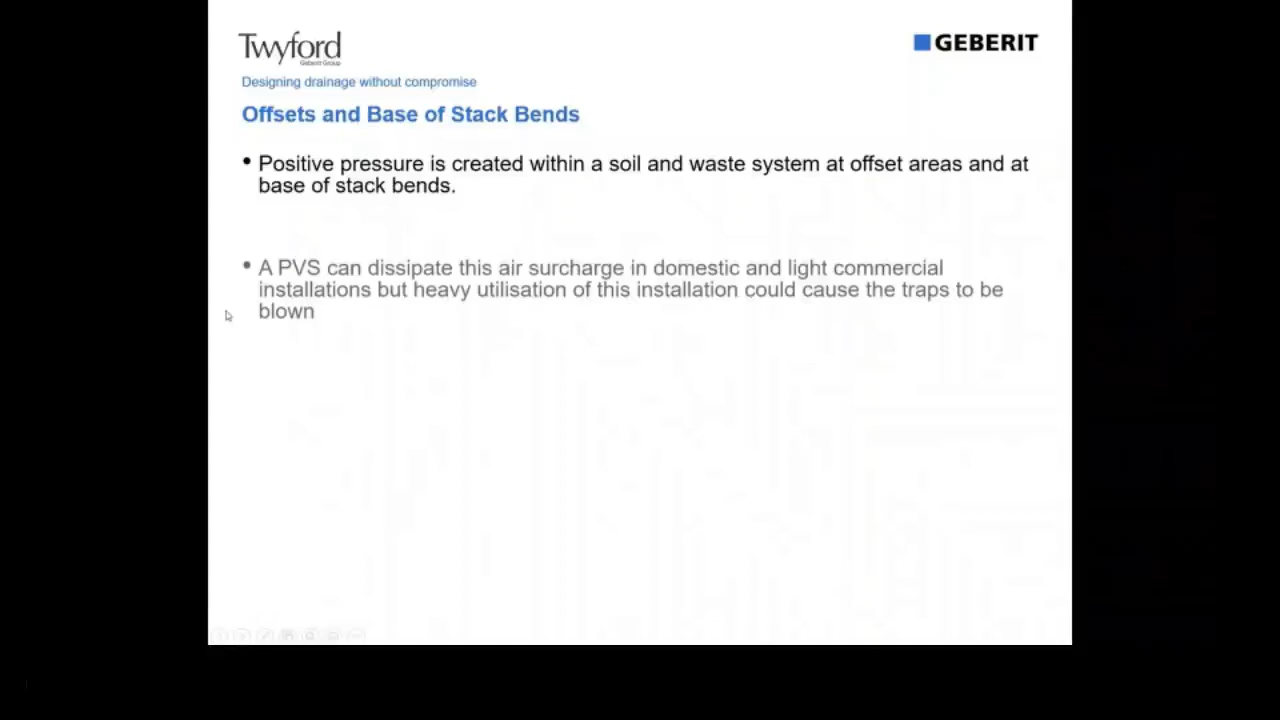 Twyford
Geberit Group
GEBERIT
Designing drainage without compromise
Offsets and Base of Stack Bends
• Positive pressure is created within a soil and waste system at offset areas and at
base of stack bends.
• A PVS can dissipate this air surcharge in domestic and light commercial
installations but heavy utilisation of this installation could cause the traps to be
blown